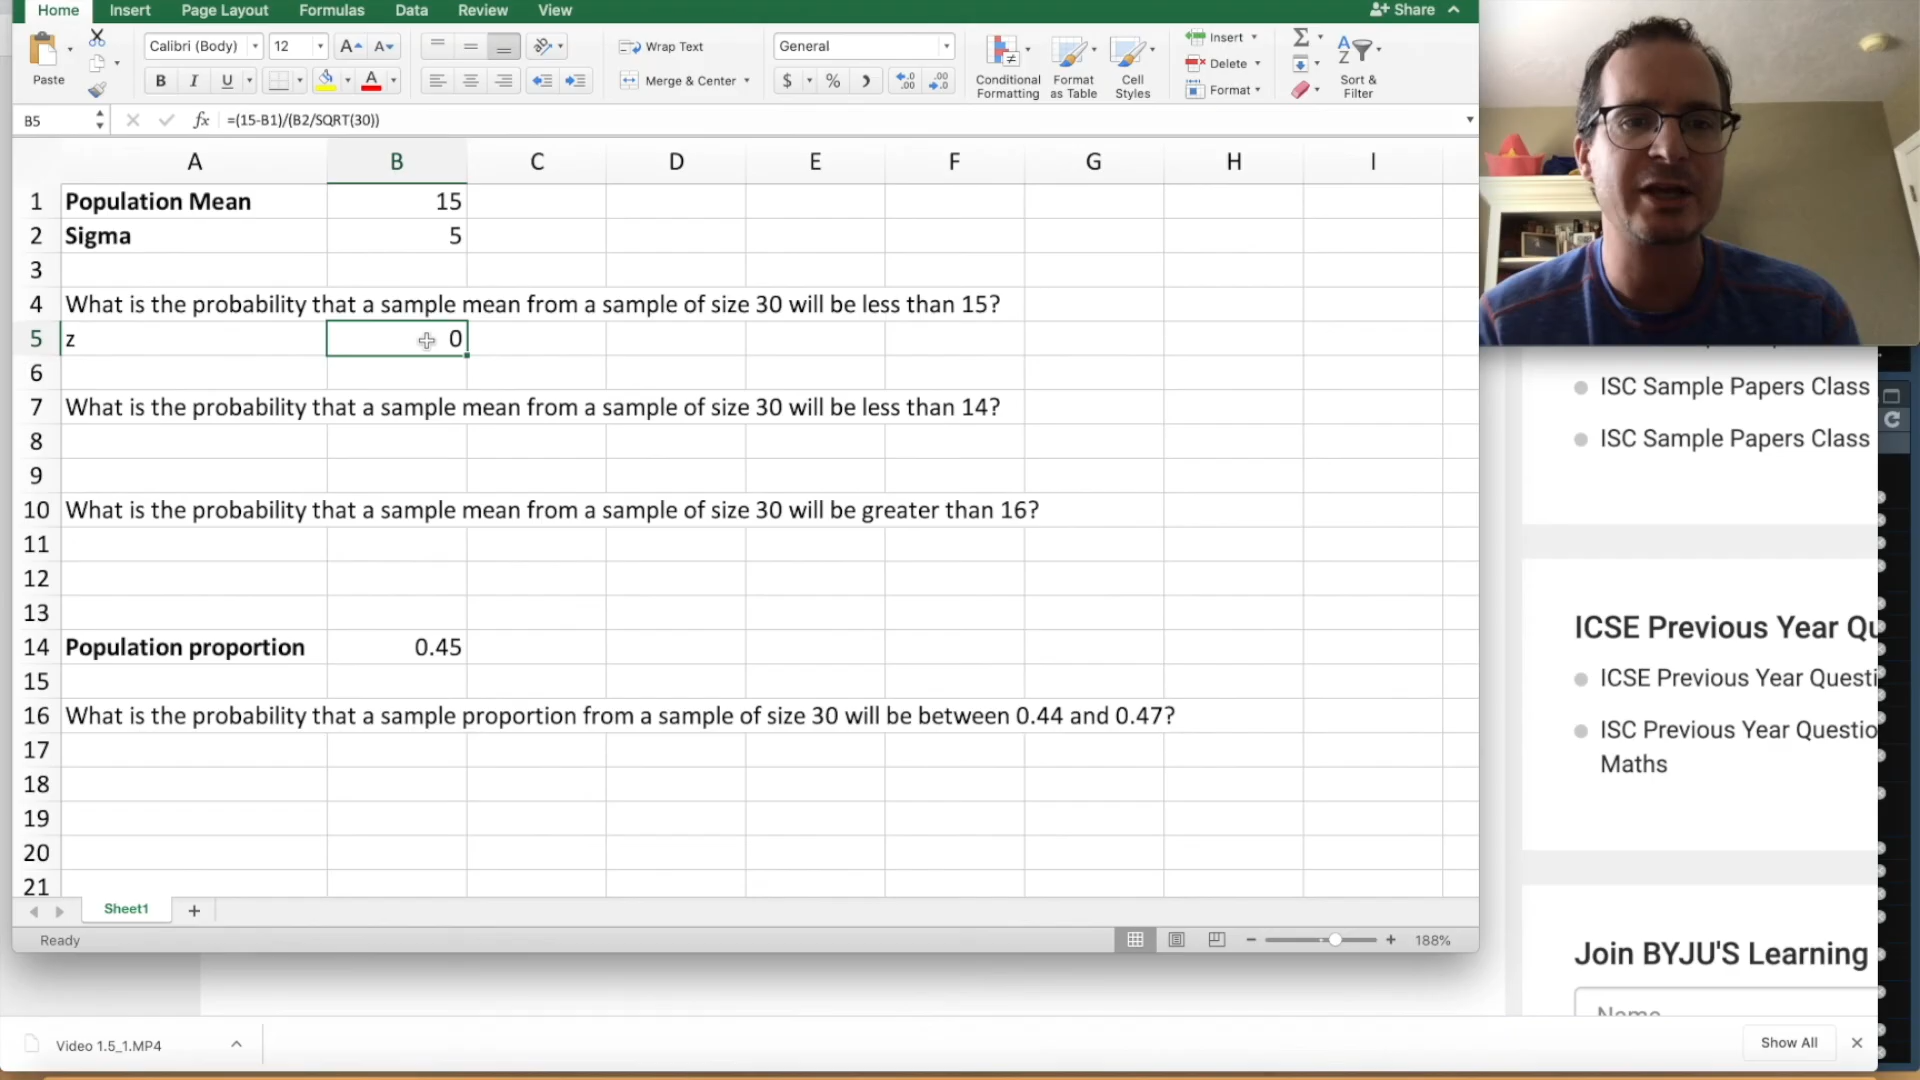 Home Insert Page Layout Formulas Data Review View Share
Paste
Calibri (Body) 12 A A
B I U A
Wrap Text
Merge & Center
General
$ % )
Conditional Formatting
Format as Table
Cell Styles
Insert
Delete
Format
Sort & Filter
B5 fx =(15-B1)/(B2/SQRT(30))
A B C D E F G H I
1 Population Mean 15
2 Sigma 5
3
4 What is the probability that a sample mean from a sample of size 30 will be less than 15?
5 z 0
6
7 What is the probability that a sample mean from a sample of size 30 will be less than 14?
8
9
10 What is the probability that a sample mean from a sample of size 30 will be greater than 16?
11
12
13
14 Population proportion 0.45
15
16 What is the probability that a sample proportion from a sample of size 30 will be between 0.44 and 0.47?
17
18
19
20
21
Sheet1 +
Ready 188%
ISC Sample Papers Class
ISC Sample Papers Class
ICSE Previous Year Qu
ICSE Previous Year Questi
ISC Previous Year Questio
Maths
Join BYJU'S Learning
Name
Video 1.5_1.MP4
Show All